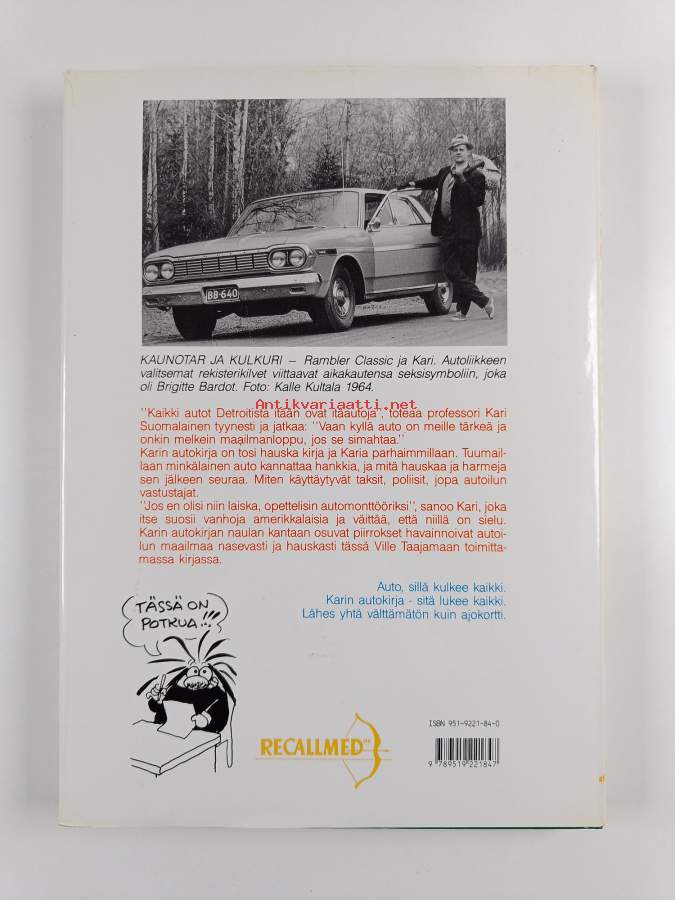 BB-640
KAUNOTAR JA KULKURI – Rambler Classic ja Kari. Autoliikkeen
valitsemat rekisterikilvet viittaavat aikakautensa seksisymboliin, joka
oli Brigitte Bardot. Foto: Kalle Kultala 1964.
Antikvariaatti.net
''Kaikki autot Detroitista itään ovat itäautoja'', toteaa professori Kari
Suomalainen tyynesti ja jatkaa: ''Vaan kyllä auto on meille tärkeä ja
onkin melkein maailmanloppu, jos se simahtaa.''
Karin autokirja on tosi hauska kirja ja Karia parhaimmillaan. Tuumail-
laan minkälainen auto kannattaa hankkia, ja mitä hauskaa ja harmeja
sen jälkeen seuraa. Miten käyttäytyvät taksit, poliisit, jopa autoilun
vastustajat.
''Jos en olisi niin laiska, opettelisin automonttööriksi'', sanoo Kari, joka
itse suosii vanhoja amerikkalaisia ja väittää, että niillä on sielu.
Karin autokirjan naulan kantaan osuvat piirrokset havainnoivat autoi-
lun maailmaa nasevasti ja hauskasti tässä Ville Taajamaan toimitta-
massa kirjassa.
Auto, sillä kulkee kaikki.
Karin autokirja - sitä lukee kaikki.
Lähes yhtä välttämätön kuin ajokortti.
TÄSSÄ ON
POTKUA!!!
RECALLMED
ISBN 951-9221-84-0
9 789519 221847